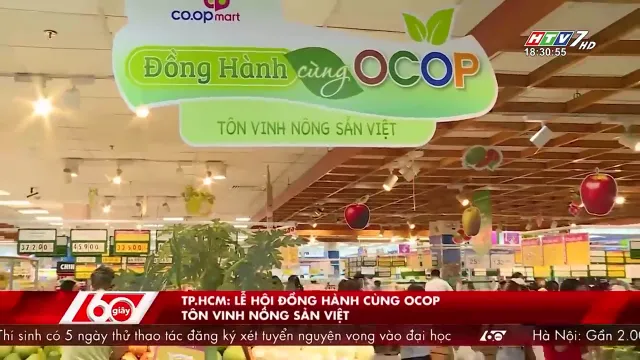 co.opmart
HTV7 HD
18:30:55
Đồng Hành cùng OCOP
TÔN VINH NÔNG SẢN VIỆT
60 giây
TP.HCM: LỄ HỘI ĐỒNG HÀNH CÙNG OCOP
TÔN VINH NÔNG SẢN VIỆT
Thí sinh có 5 ngày thử thao tác đăng ký xét tuyển nguyện vọng vào đại học
60
Hà Nội: Gần 2.00